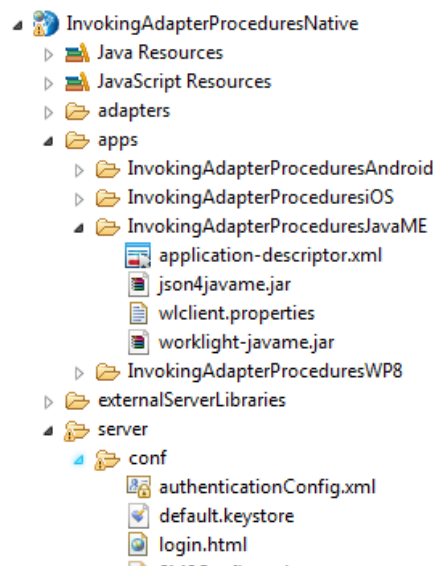 InvokingAdapterProceduresNative
Java Resources
JavaScript Resources
adapters
apps
InvokingAdapterProceduresAndroid
InvokingAdapterProceduresiOS
InvokingAdapterProceduresJavaME
application-descriptor.xml
json4javame.jar
wlclient.properties
worklight-javame.jar
InvokingAdapterProceduresWP8
externalServerLibraries
server
conf
authenticationConfig.xml
default.keystore
login.html